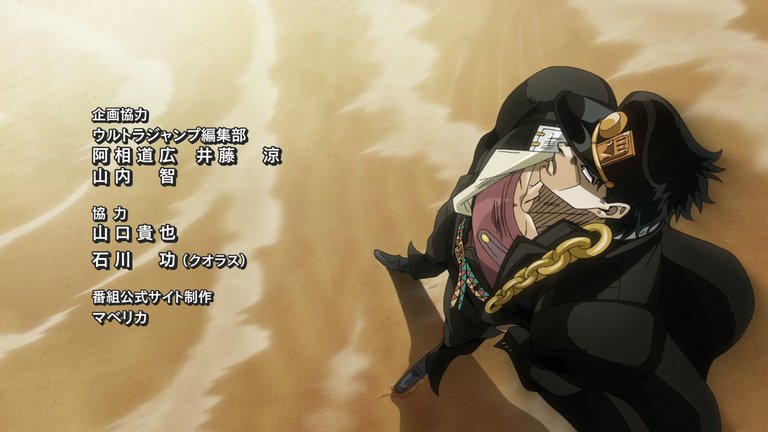 企画協力
ウルトラジャンプ編集部
阿相道広 井藤 涼
山内 智
協力
山口貴也
石川 功(クオラス)
番組公式サイト制作
マベリカ